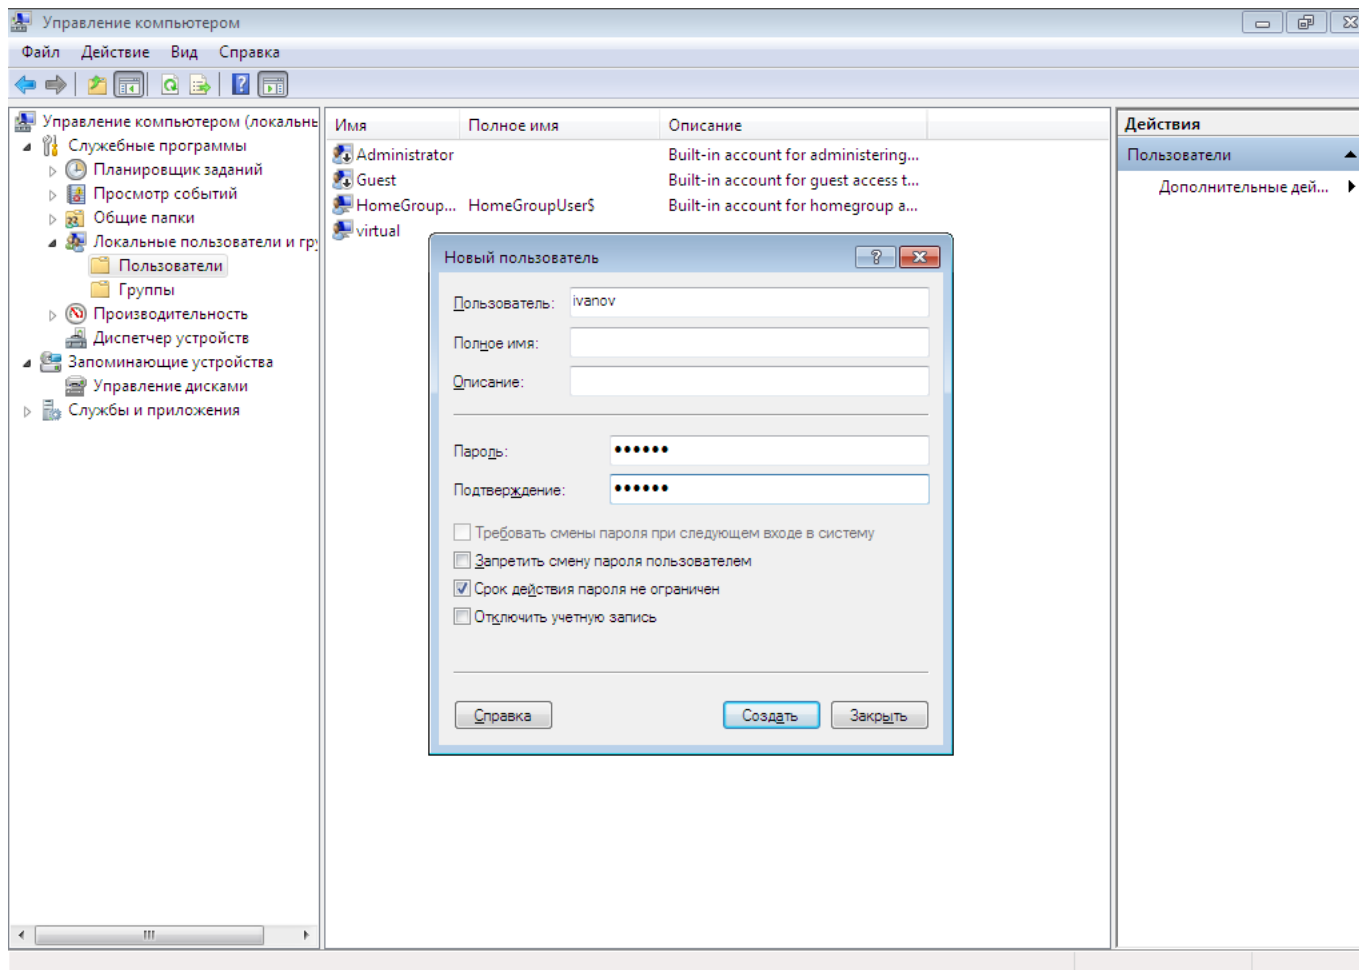 Управление компьютером
Файл Действие Вид Справка
Управление компьютером (локальнь
Служебные программы
Планировщик заданий
Просмотр событий
Общие папки
Локальные пользователи и гру
Пользователи
Группы
Производительность
Диспетчер устройств
Запоминающие устройства
Управление дисками
Службы и приложения
Имя Полное имя Описание
Administrator Built-in account for administering...
Guest Built-in account for guest access t...
HomeGroup... HomeGroupUser$ Built-in account for homegroup a...
virtual
Новый пользователь
Пользователь: ivanov
Полное имя:
Описание:
Пароль: ••••••
Подтверждение: ••••••
Требовать смены пароля при следующем входе в систему
Запретить смену пароля пользователем
Срок действия пароля не ограничен
Отключить учетную запись
Справка Создать Закрыть
Действия
Пользователи
Дополнительные дей...